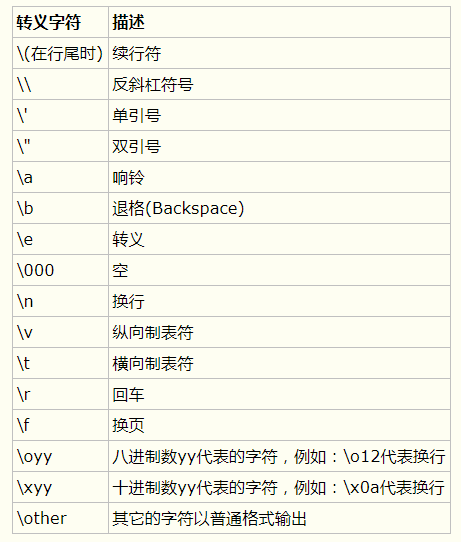 转义字符 描述
\(在行尾时) 续行符
\\ 反斜杠符号
\' 单引号
\" 双引号
\a 响铃
\b 退格(Backspace)
\e 转义
\000 空
\n 换行
\v 纵向制表符
\t 横向制表符
\r 回车
\f 换页
\oyy 八进制数yy代表的字符，例如：\o12代表换行
\xyy 十进制数yy代表的字符，例如：\x0a代表换行
\other 其它的字符以普通格式输出